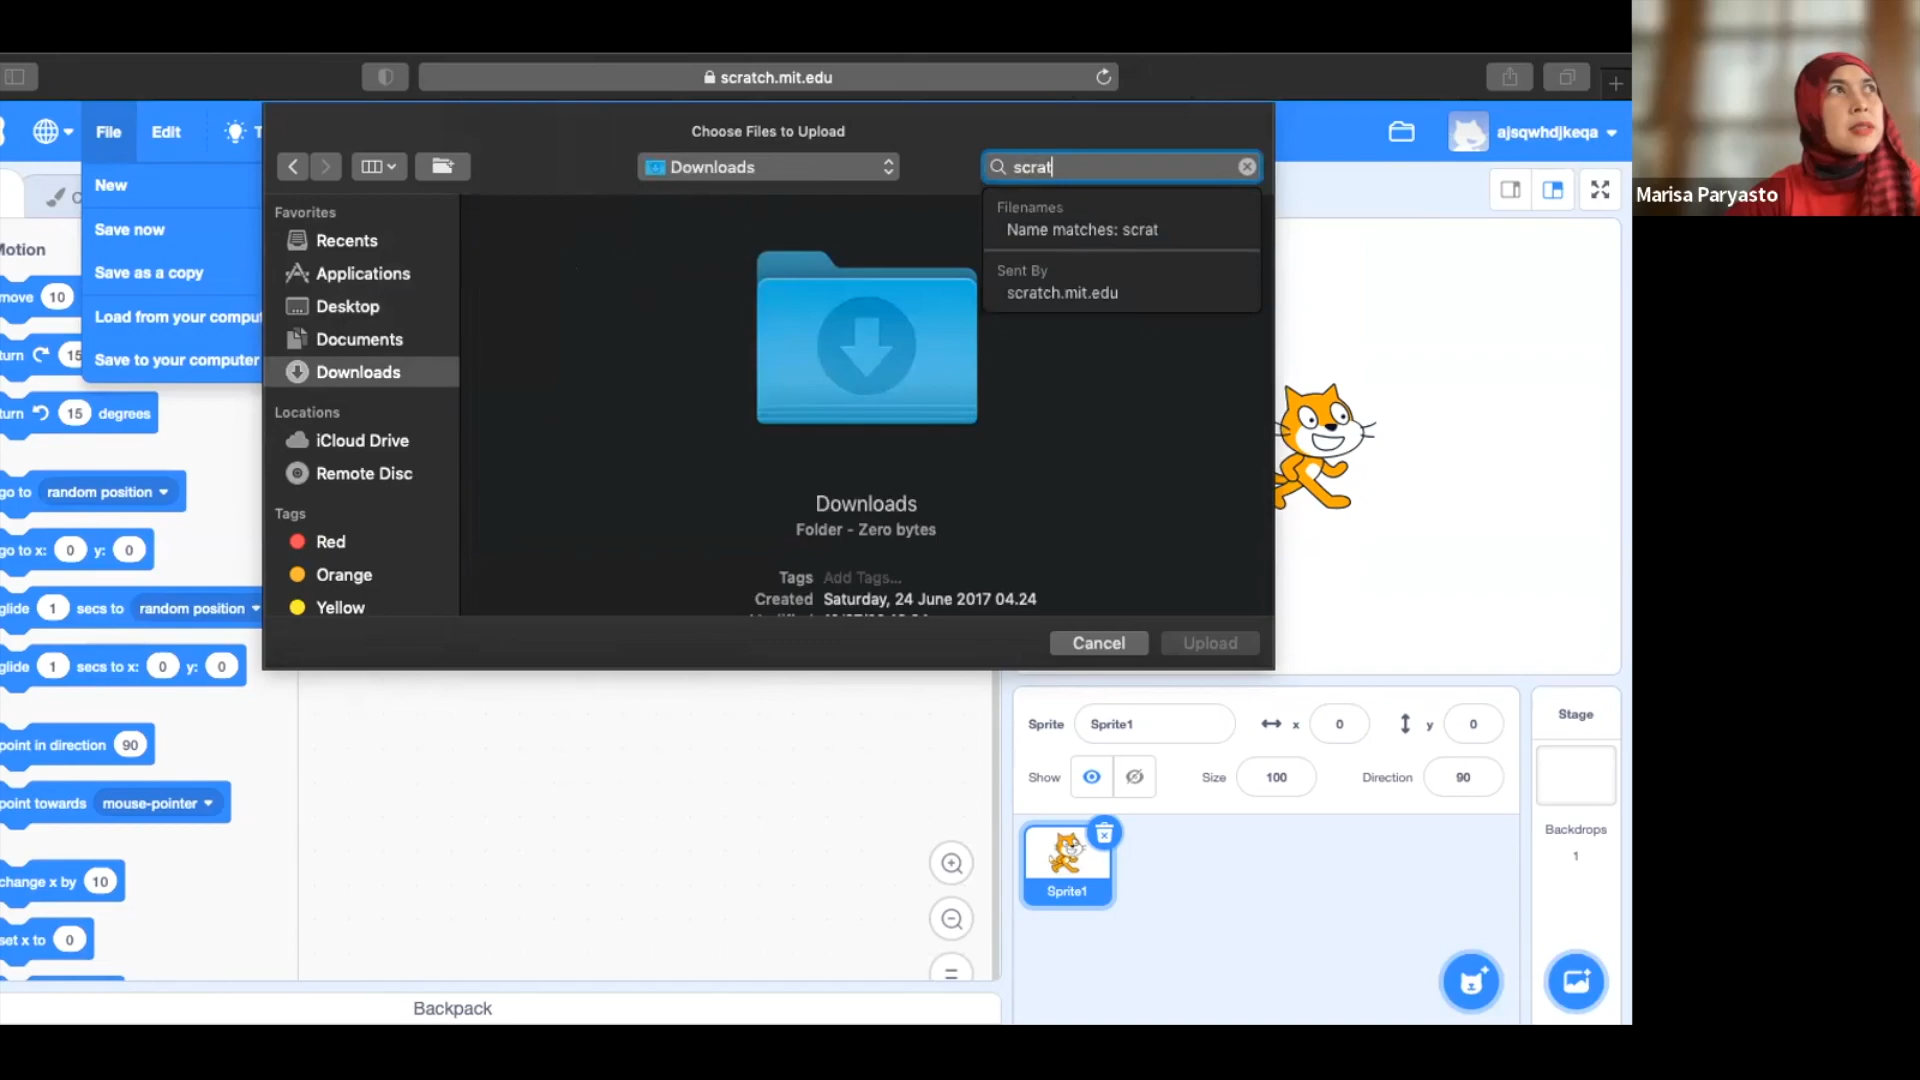 scratch.mit.edu
File
Edit
T
ajsqwhdjkeqa
New
Save now
Save as a copy
Load from your comput
Save to your computer
C
Motion
move 10
turn 15
turn 15 degrees
go to random position
go to x: 0 y: 0
glide 1 secs to random position
glide 1 secs to x: 0 y: 0
point in direction 90
point towards mouse-pointer
change x by 10
set x to 0
Choose Files to Upload
Downloads
scrat
Filenames
Name matches: scrat
Sent By
scratch.mit.edu
Favorites
Recents
Applications
Desktop
Documents
Downloads
Locations
iCloud Drive
Remote Disc
Tags
Red
Orange
Yellow
Downloads
Folder - Zero bytes
Tags Add Tags...
Created Saturday, 24 June 2017 04.24
Cancel
Upload
Sprite Sprite1 x 0 y 0
Show Size 100 Direction 90
Sprite1
Stage
Backdrops
1
Backpack
Marisa Paryasto